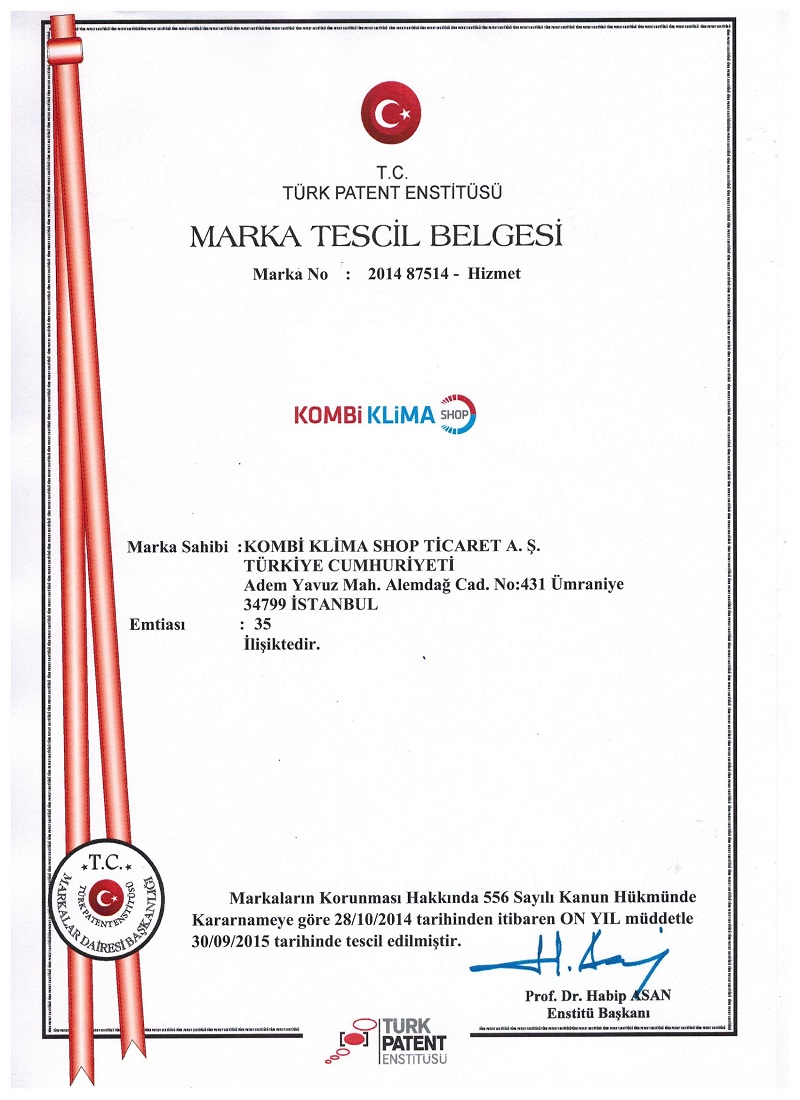 T.C.
TÜRK PATENT ENSTİTÜSÜ
MARKA TESCİL BELGESİ
Marka No : 2014 87514 - Hizmet
KOMBİ KLİMA SHOP
Marka Sahibi :KOMBİ KLİMA SHOP TİCARET A. Ş.
TÜRKİYE CUMHURİYETİ
Adem Yavuz Mah. Alemdağ Cad. No:431 Ümraniye
34799 İSTANBUL
Emtiası : 35
İlişiktedir.
T.C.
TÜRK PATENT ENSTİTÜSÜ
MARKALAR DAİRESİ BAŞKANLIĞI
Markaların Korunması Hakkında 556 Sayılı Kanun Hükmünde
Kararnameye göre 28/10/2014 tarihinden itibaren ON YIL müddetle
30/09/2015 tarihinde tescil edilmiştir.
H. Asan
Prof. Dr. Habip ASAN
Enstitü Başkanı
TÜRK
PATENT
ENSTİTÜSÜ